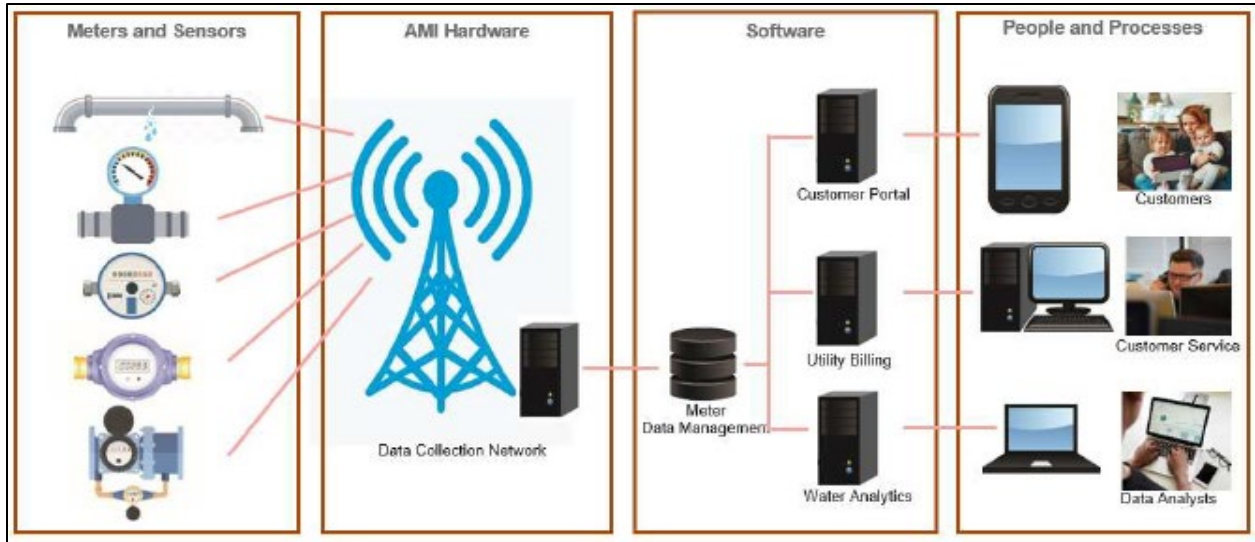 Meters and Sensors
AMI Hardware
Software
People and Processes
Customer Portal
Customers
Utility Billing
Customer Service
Meter
Data Management
Data Collection Network
Water Analytics
Data Analysts